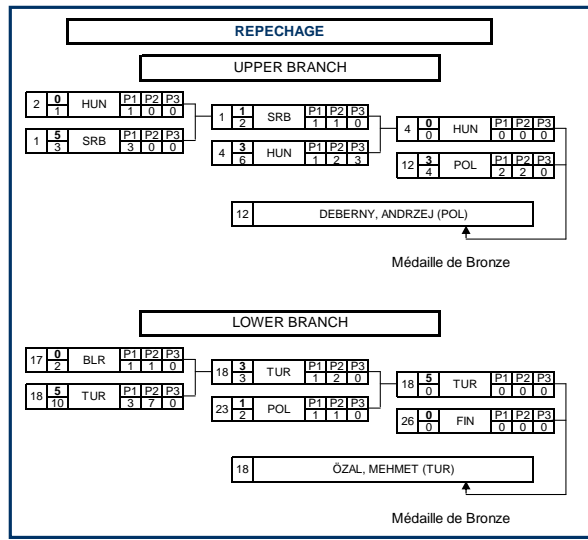 REPECHAGE
UPPER BRANCH
2 0 1 HUN P1 P2 P3 1 0 0
1 5 3 SRB P1 P2 P3 3 0 0
1 1 2 SRB P1 P2 P3 1 1 0
4 3 6 HUN P1 P2 P3 1 2 3
4 0 0 HUN P1 P2 P3 0 0 0
12 3 4 POL P1 P2 P3 2 2 0
12 DEBERNY, ANDRZEJ (POL)
Médaille de Bronze
LOWER BRANCH
17 0 2 BLR P1 P2 P3 1 1 0
18 5 10 TUR P1 P2 P3 3 7 0
18 3 3 TUR P1 P2 P3 1 2 0
23 1 2 POL P1 P2 P3 1 1 0
18 5 0 TUR P1 P2 P3 0 0 0
26 0 0 FIN P1 P2 P3 0 0 0
18 ÖZAL, MEHMET (TUR)
Médaille de Bronze